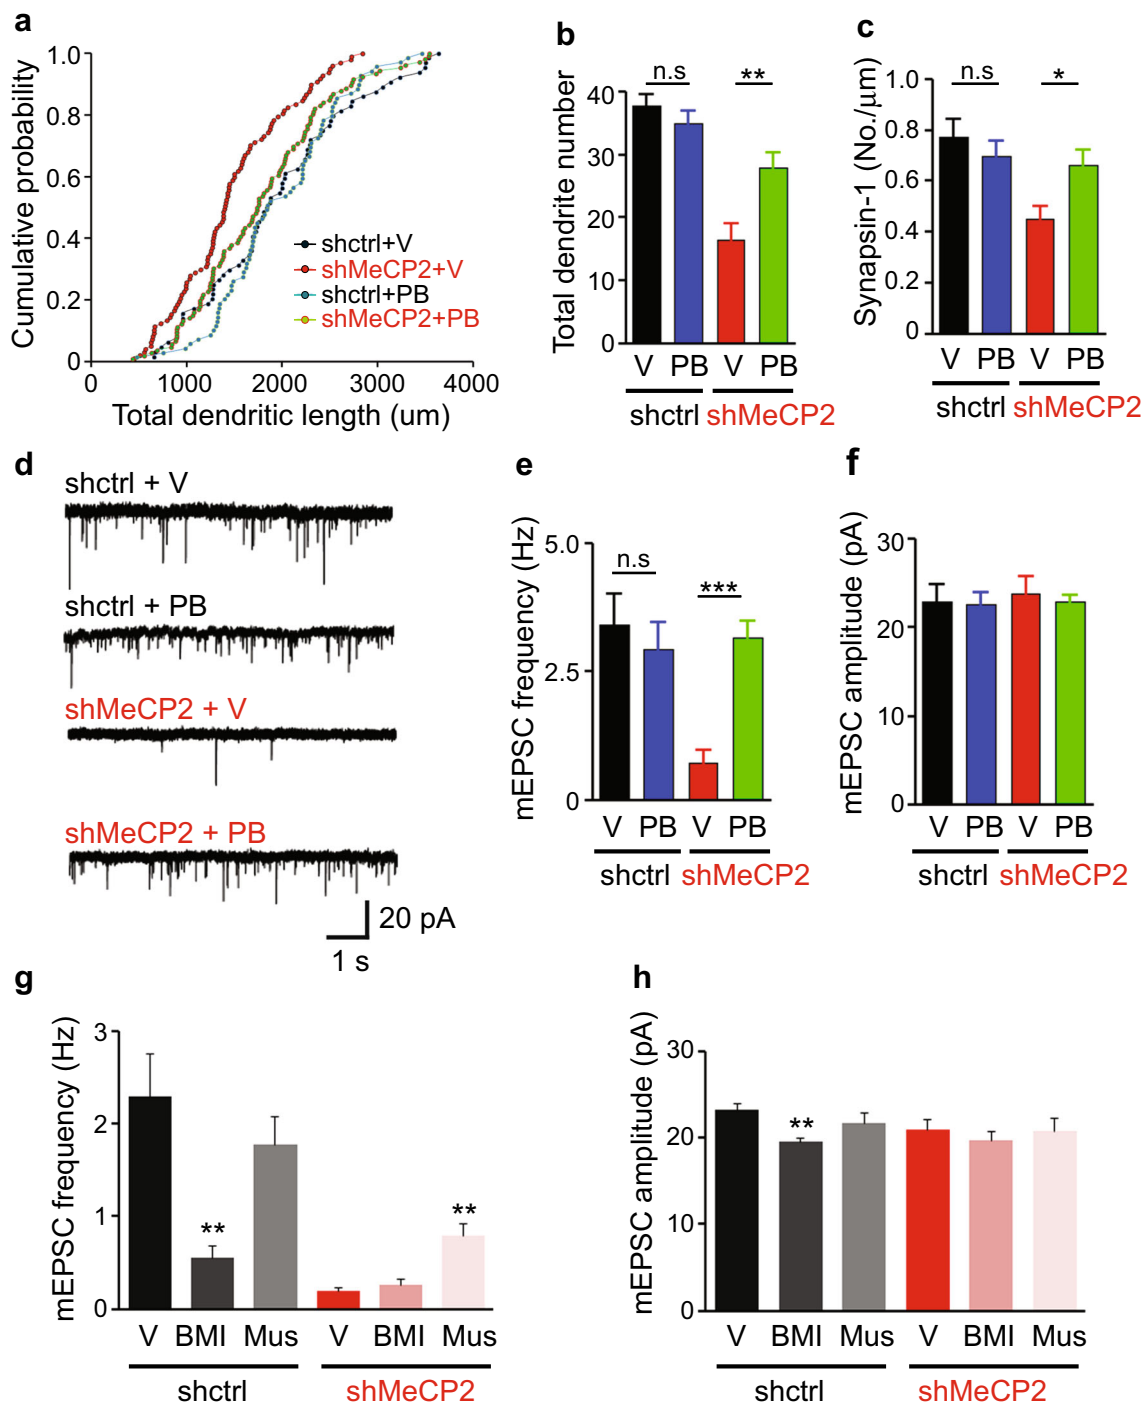 a
Cumulative probability
1.0
0.8
0.6
0.4
0.2
0
0 1000 2000 3000 4000
Total dendritic length (um)
shctrl+V
shMeCP2+V
shctrl+PB
shMeCP2+PB
b
Total dendrite number
40
30
20
10
0
n.s
**
V PB V PB
shctrl shMeCP2
c
Synapsin-1 (No./μm)
1.0
0.8
0.6
0.4
0.2
0
n.s
*
V PB V PB
shctrl shMeCP2
d
shctrl + V
shctrl + PB
shMeCP2 + V
shMeCP2 + PB
20 pA
1 s
e
mEPSC frequency (Hz)
5.0
2.5
0
n.s
***
V PB V PB
shctrl shMeCP2
f
mEPSC amplitude (pA)
30
20
10
0
V PB V PB
shctrl shMeCP2
g
mEPSC frequency (Hz)
3
2
1
0
**
**
V BMI Mus V BMI Mus
shctrl shMeCP2
h
mEPSC amplitude (pA)
30
20
10
0
**
V BMI Mus V BMI Mus
shctrl shMeCP2